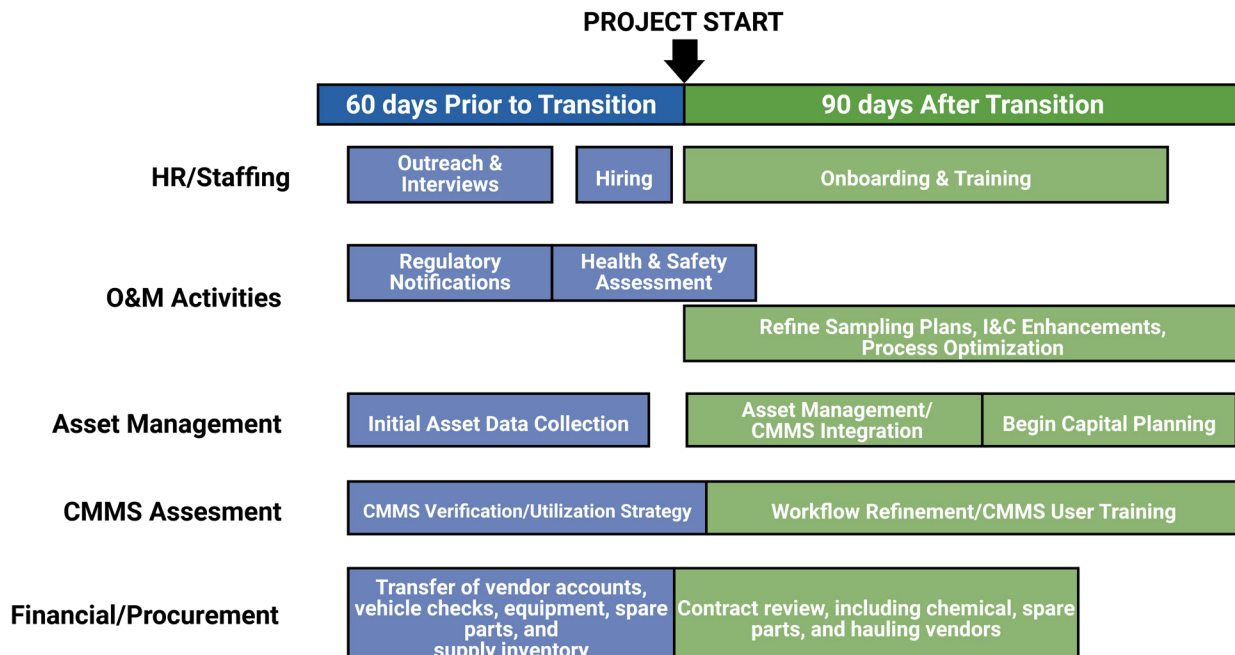 PROJECT START
60 days Prior to Transition
90 days After Transition
HR/Staffing
Outreach &
Interviews
Hiring
Onboarding & Training
O&M Activities
Regulatory
Notifications
Health & Safety
Assessment
Refine Sampling Plans, I&C Enhancements,
Process Optimization
Asset Management
Initial Asset Data Collection
Asset Management/
CMMS Integration
Begin Capital Planning
CMMS Assesment
CMMS Verification/Utilization Strategy
Workflow Refinement/CMMS User Training
Financial/Procurement
Transfer of vendor accounts,
vehicle checks, equipment, spare
parts, and
supply inventory
Contract review, including chemical, spare
parts, and hauling vendors